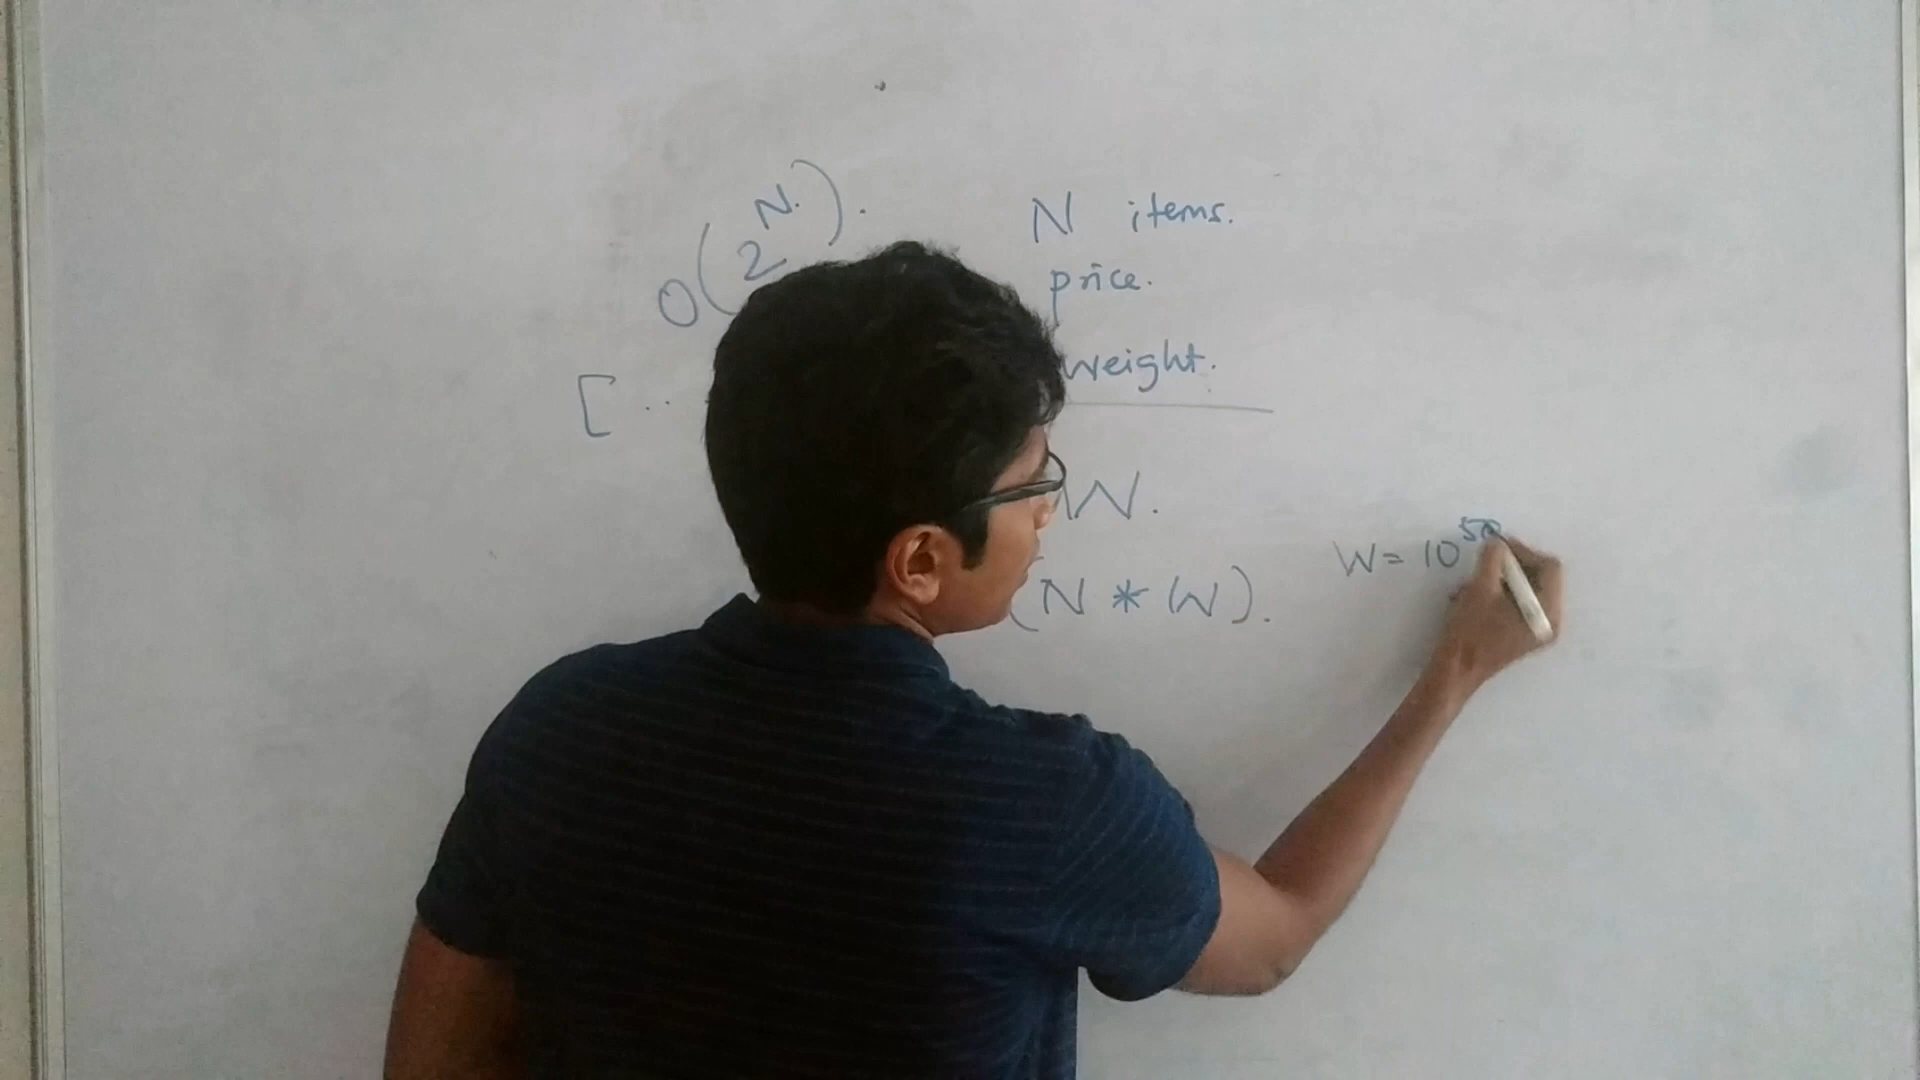 O(2^N.).
N items.
price.
weight.
[ ..
W.
(N * W).
W = 10^50